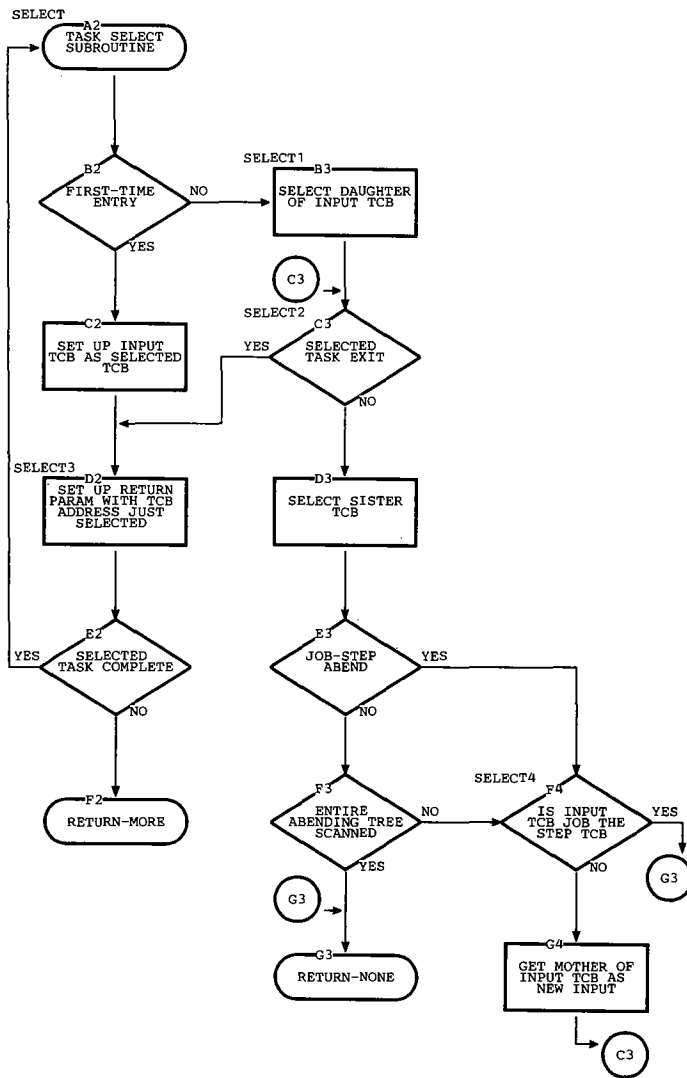 SELECT
A2
TASK SELECT
SUBROUTINE
B2
FIRST-TIME
ENTRY
NO
YES
SELECT1
B3
SELECT DAUGHTER
OF INPUT TCB
C3
C2
SET UP INPUT
TCB AS SELECTED
TCB
SELECT2
C3
SELECTED
TASK EXIT
YES
NO
SELECT3
D2
SET UP RETURN
PARAM WITH TCB
ADDRESS JUST
SELECTED
D3
SELECT SISTER
TCB
E2
SELECTED
TASK COMPLETE
YES
NO
E3
JOB-STEP
ABEND
YES
NO
F2
RETURN-MORE
F3
ENTIRE
ABENDING TREE
SCANNED
NO
YES
SELECT4
F4
IS INPUT
TCB JOB THE
STEP TCB
YES
NO
G3
G3
G3
RETURN-NONE
G4
GET MOTHER OF
INPUT TCB AS
NEW INPUT
C3